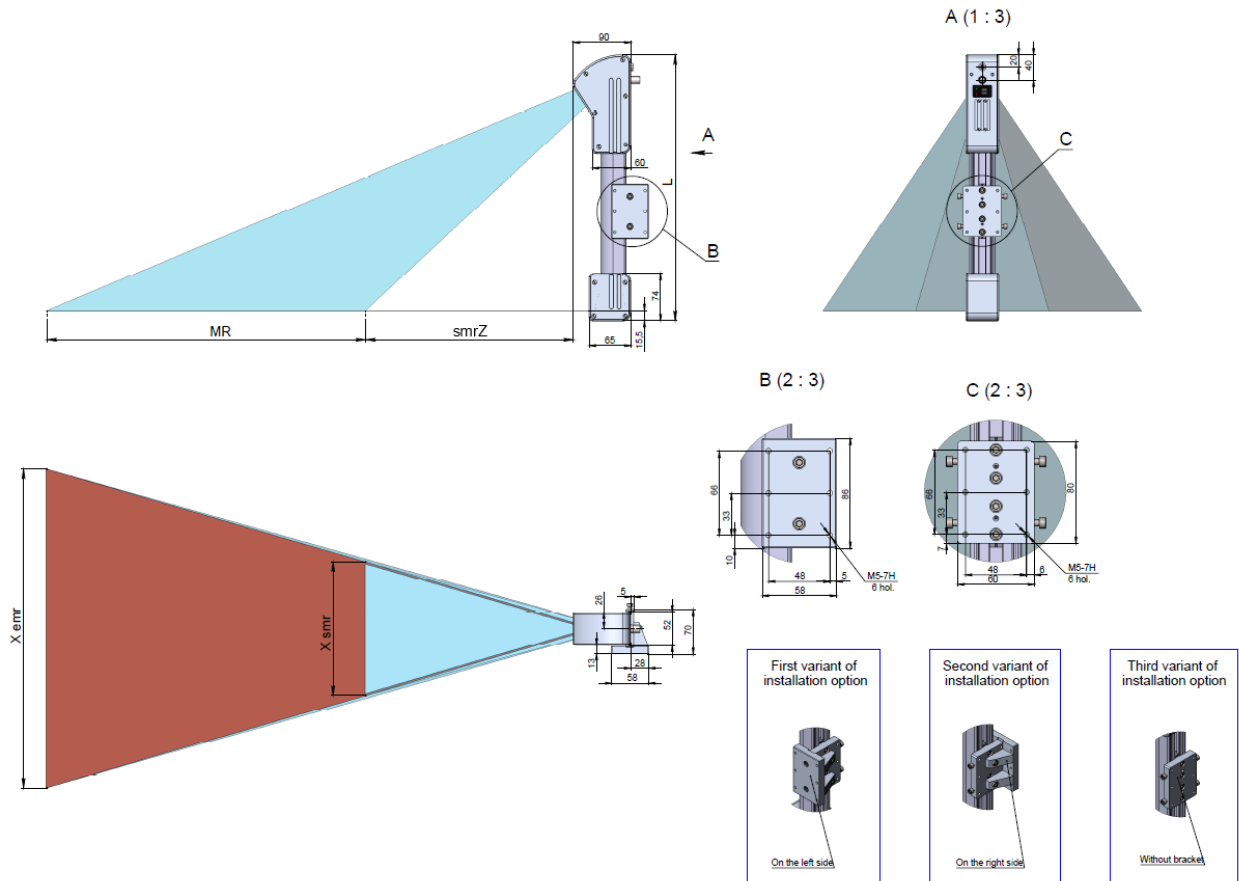 A (1 : 3)
90
20
40
A
C
60
L
B
74
MR
smrZ
65
15,5
B (2 : 3)
C (2 : 3)
66
33
10
86
48
5
58
M5-7H
6 hol.
66
33
7
80
48
6
60
M5-7H
6 hol.
X emr
X smr
5
26
52
70
13
28
58
First variant of
installation option
On the left side
Second variant of
installation option
On the right side
Third variant of
installation option
Without bracket